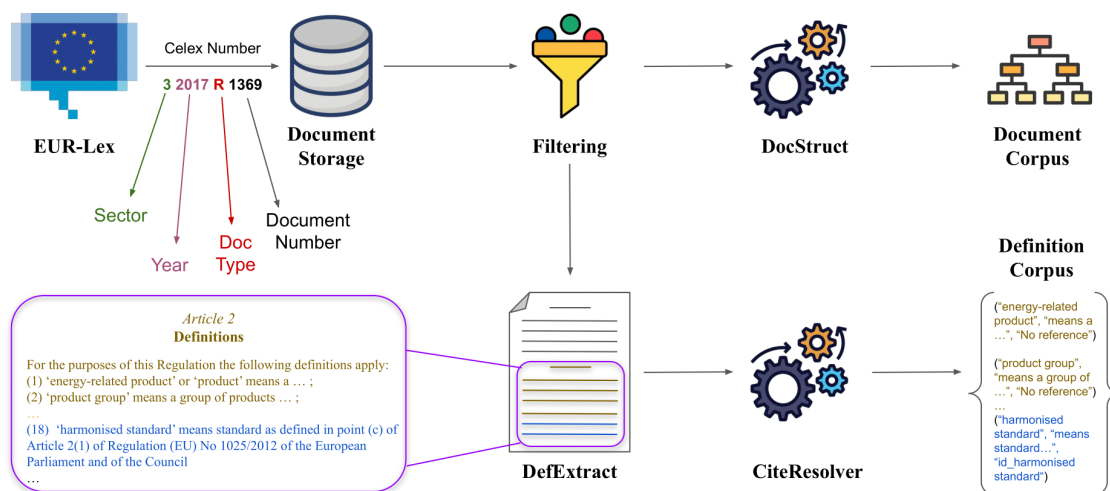 Celex Number
3 2017 R 1369
EUR-Lex
Document
Storage
Filtering
DocStruct
Document
Corpus
Sector
Year
Doc
Type
Document
Number
Article 2
Definitions
For the purposes of this Regulation the following definitions apply:
(1) ‘energy-related product’ or ‘product’ means a … ;
(2) ‘product group’ means a group of products … ;
…
(18) ‘harmonised standard’ means standard as defined in point (c) of
Article 2(1) of Regulation (EU) No 1025/2012 of the European
Parliament and of the Council
…
DefExtract
CiteResolver
Definition
Corpus
(“energy-related
product”, “means a
…”, “No reference”)
(“product group”,
“means a group of
…”, “No reference”)
…
(“harmonised
standard”, “means
standard…”,
“id_harmonised
standard“)